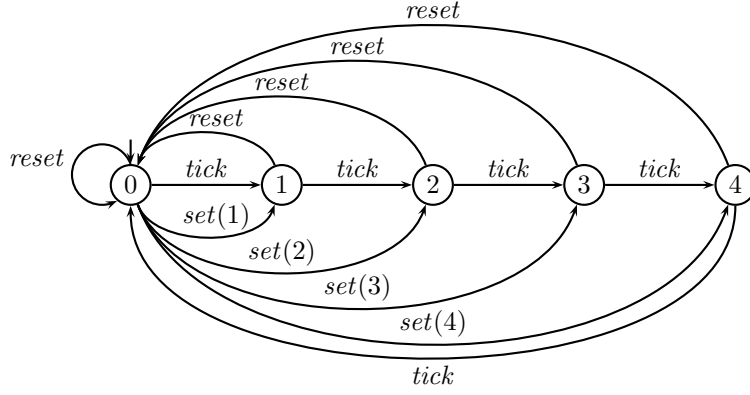 reset
reset
reset
reset
reset
tick
tick
tick
tick
0
1
2
3
4
set(1)
set(2)
set(3)
set(4)
tick